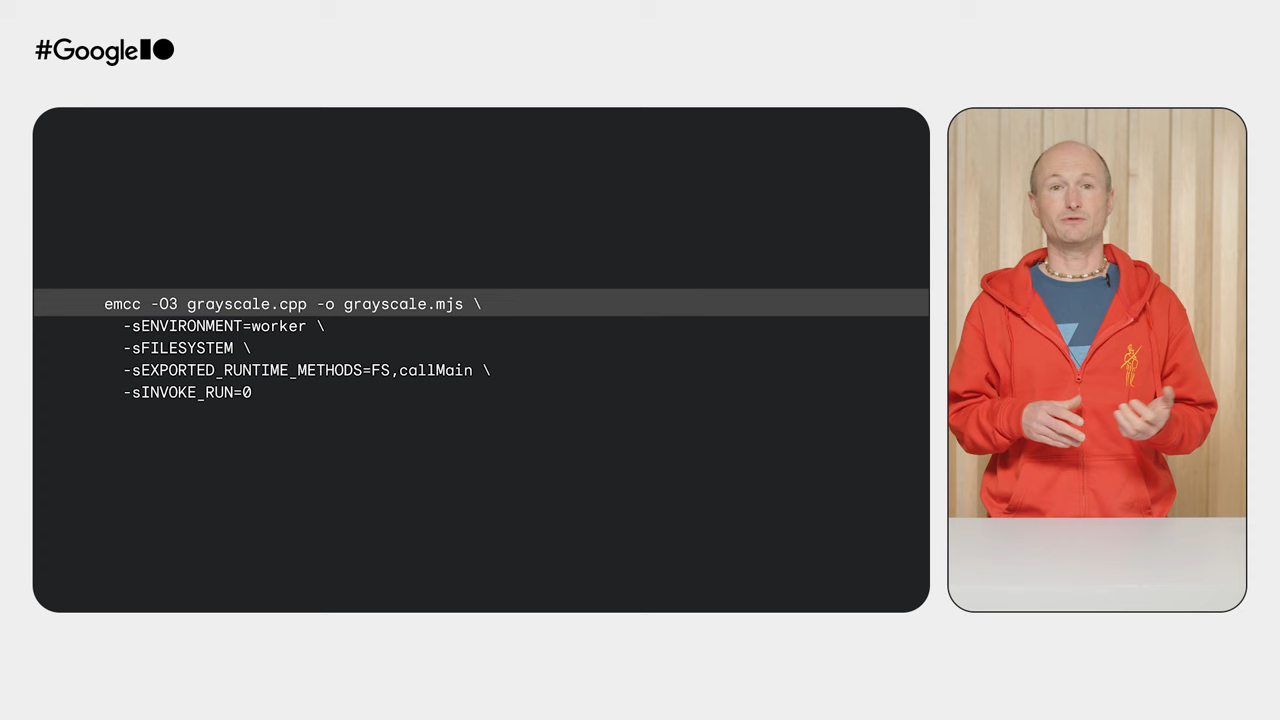 #GoogleIO
emcc -O3 grayscale.cpp -o grayscale.mjs \
-sENVIRONMENT=worker \
-sFILESYSTEM \
-sEXPORTED_RUNTIME_METHODS=FS,callMain \
-sINVOKE_RUN=0